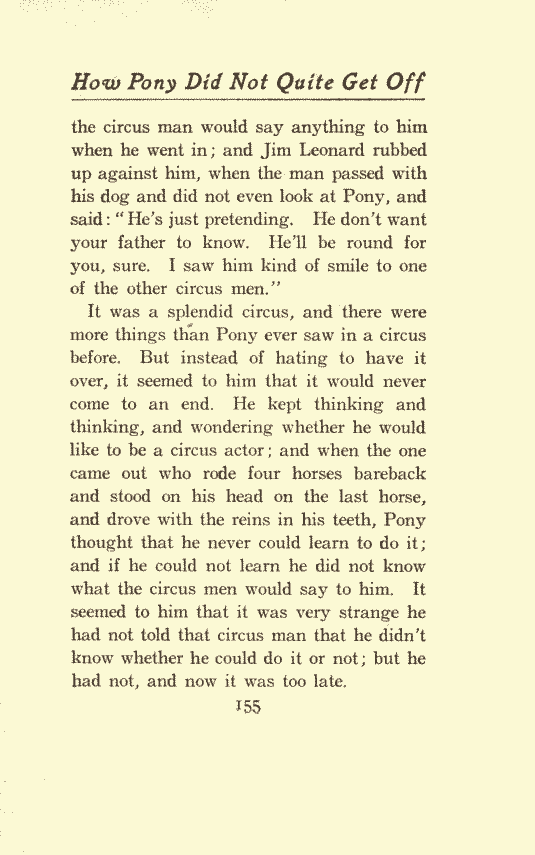 How Pony Did Not Quite Get Off
the circus man would say anything to him
when he went in; and Jim Leonard rubbed
up against him, when the man passed with
his dog and did not even look at Pony, and
said: "He's just pretending. He don't want
your father to know. He'll be round for
you, sure. I saw him kind of smile to one
of the other circus men."
It was a splendid circus, and there were
more things than Pony ever saw in a circus
before. But instead of hating to have it
over, it seemed to him that it would never
come to an end. He kept thinking and
thinking, and wondering whether he would
like to be a circus actor; and when the one
came out who rode four horses bareback
and stood on his head on the last horse,
and drove with the reins in his teeth, Pony
thought that he never could learn to do it;
and if he could not learn he did not know
what the circus men would say to him. It
seemed to him that it was very strange he
had not told that circus man that he didn't
know whether he could do it or not; but he
had not, and now it was too late.
155